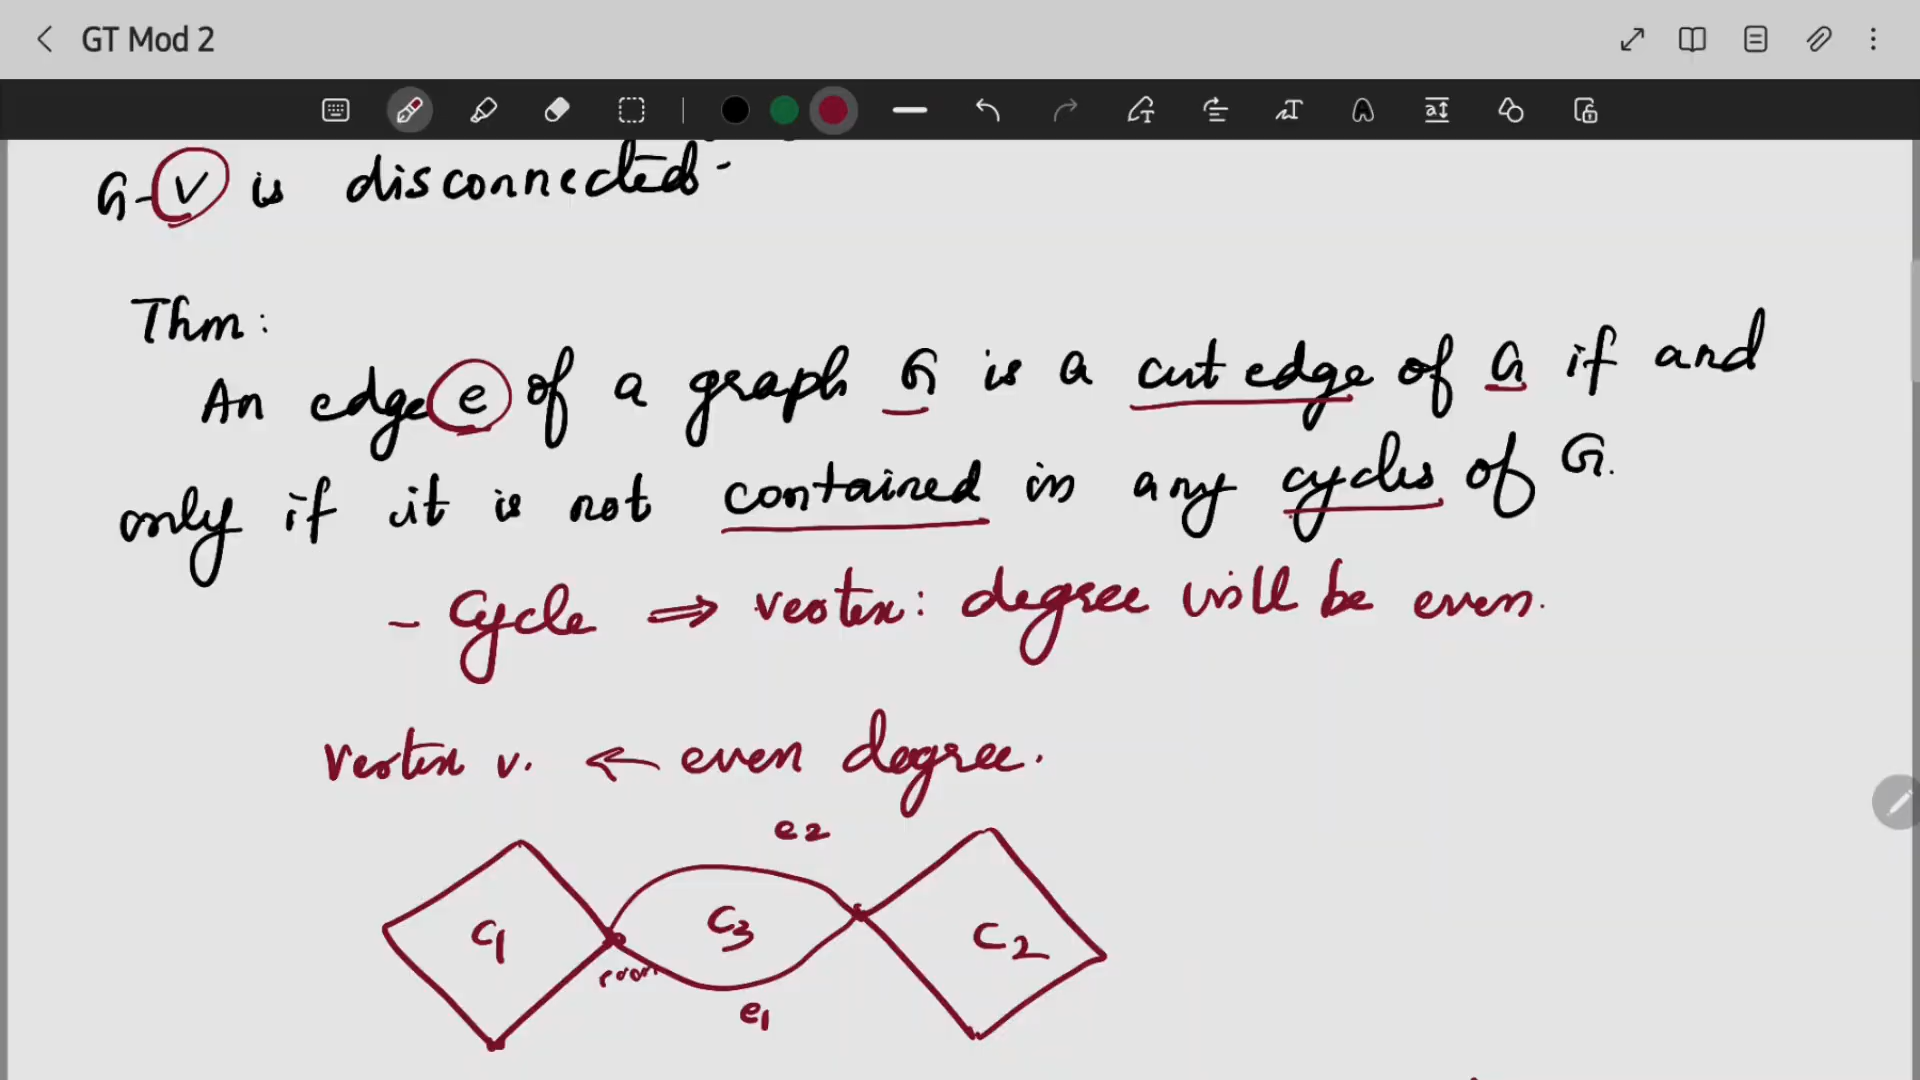 GT Mod 2
G-v is disconnected.
Thm:
An edge e of a graph G is a cut edge of G if and
only if it is not contained in any cycles of G.
- Cycle ⇒ vertex: degree will be even.
vertex v. ← even degree.
e2
C1 C3 C2
even
e1